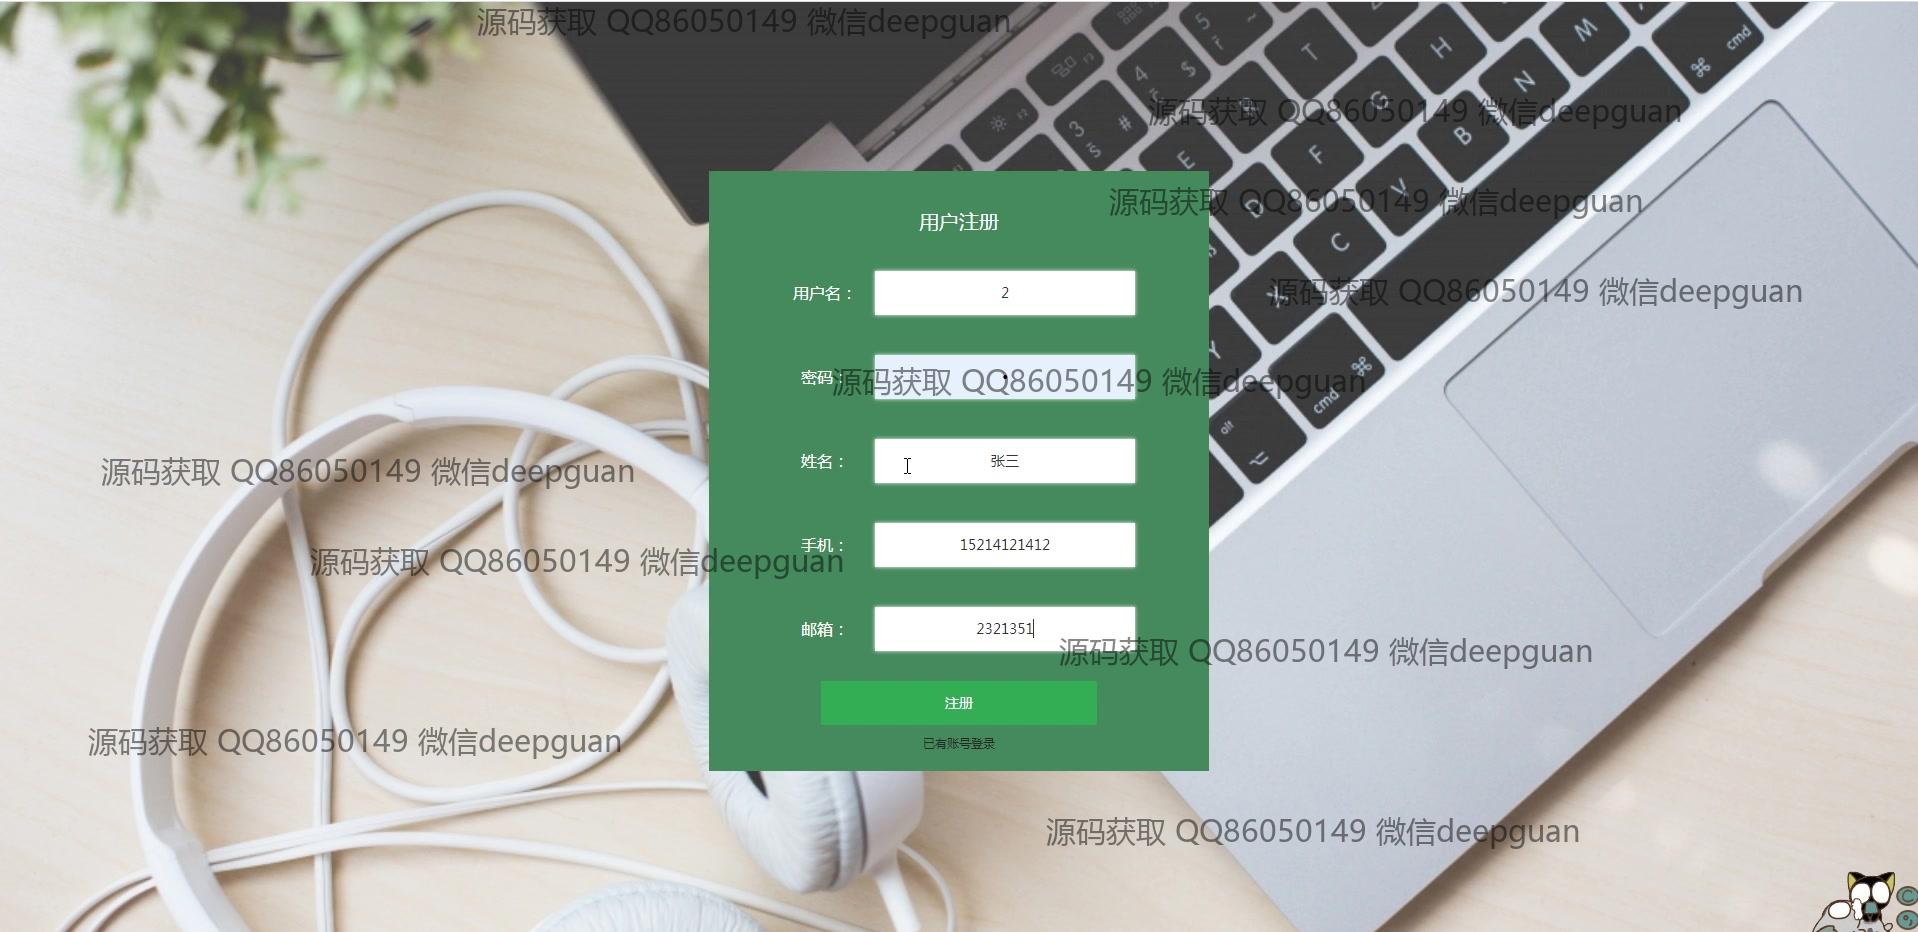 源码获取 QQ86050149 微信deepguan
源码获取 QQ86050149 微信deepguan
源码获取 QQ86050149 微信deepguan
用户注册
用户名：
2
源码获取 QQ86050149 微信deepguan
密码：
源码获取 QQ86050149 微信deepguan
姓名：
张三
源码获取 QQ86050149 微信deepguan
手机：
15214121412
源码获取 QQ86050149 微信deepguan
邮箱：
2321351
源码获取 QQ86050149 微信deepguan
注册
已有账号登录
源码获取 QQ86050149 微信deepguan
源码获取 QQ86050149 微信deepguan
5
4 $
3 #
T
H
M
cmd
G
N
F
B
E
V
D
C
cmd
alt
F2
F3